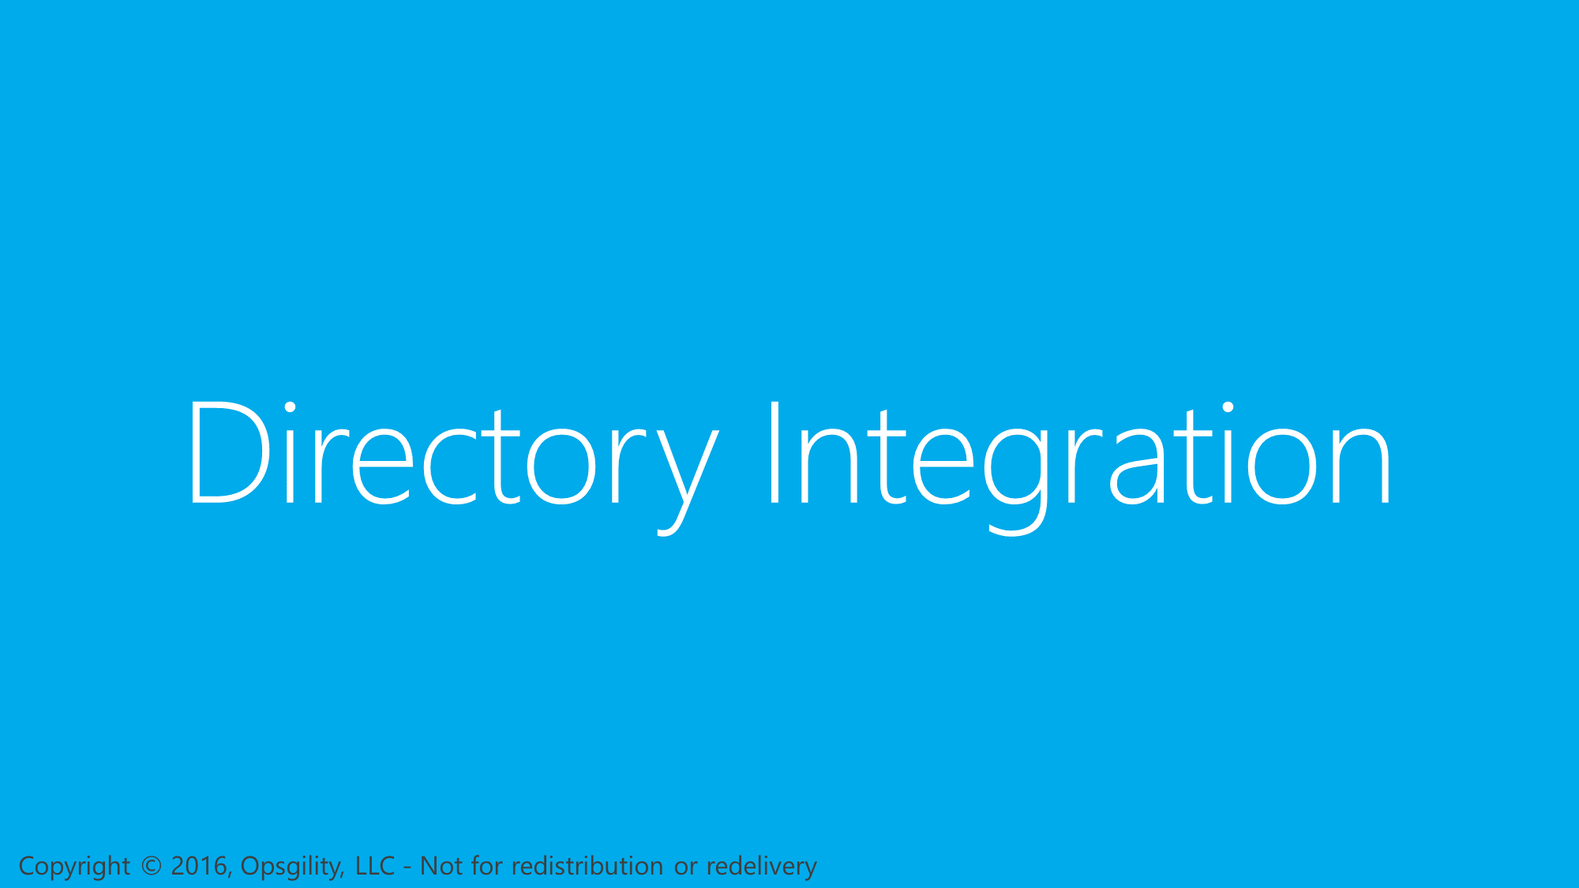 Directory Integration
Copyright © 2016, Opsgility, LLC - Not for redistribution or redelivery